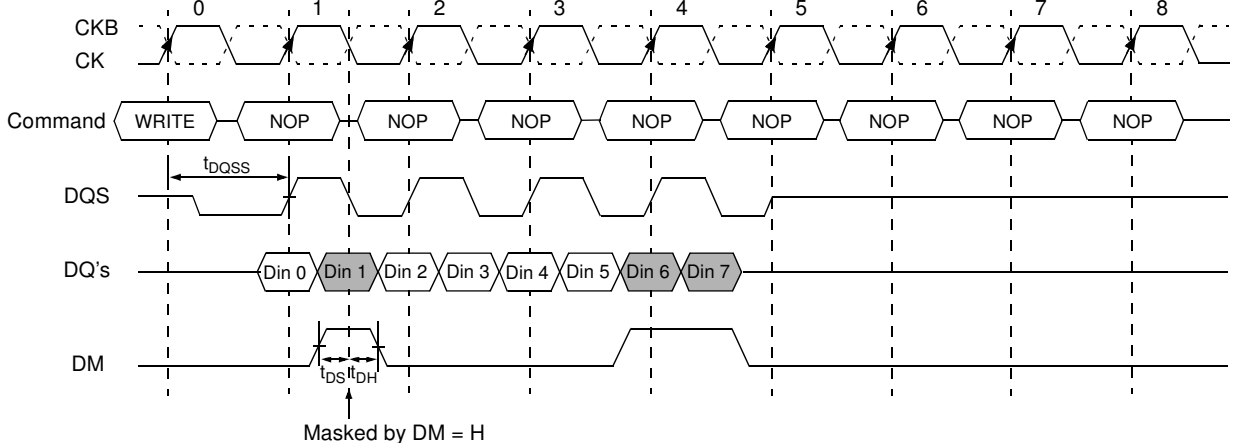 0 1 2 3 4 5 6 7 8
CKB
CK
Command WRITE NOP NOP NOP NOP NOP NOP NOP NOP
tDQSS
DQS
DQ's Din 0 Din 1 Din 2 Din 3 Din 4 Din 5 Din 6 Din 7
DM
tDS tDH
Masked by DM = H